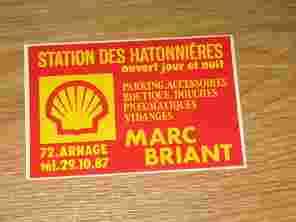 STATION DES HATONNIÈRES
ouvert jour et nuit
PARKING, ACCESSOIRES
BOUTIQUE, DOUCHES
PNEUMATIQUES
VIDANGES
72.ARNAGE
tél.29.10.87
MARC
BRIANT